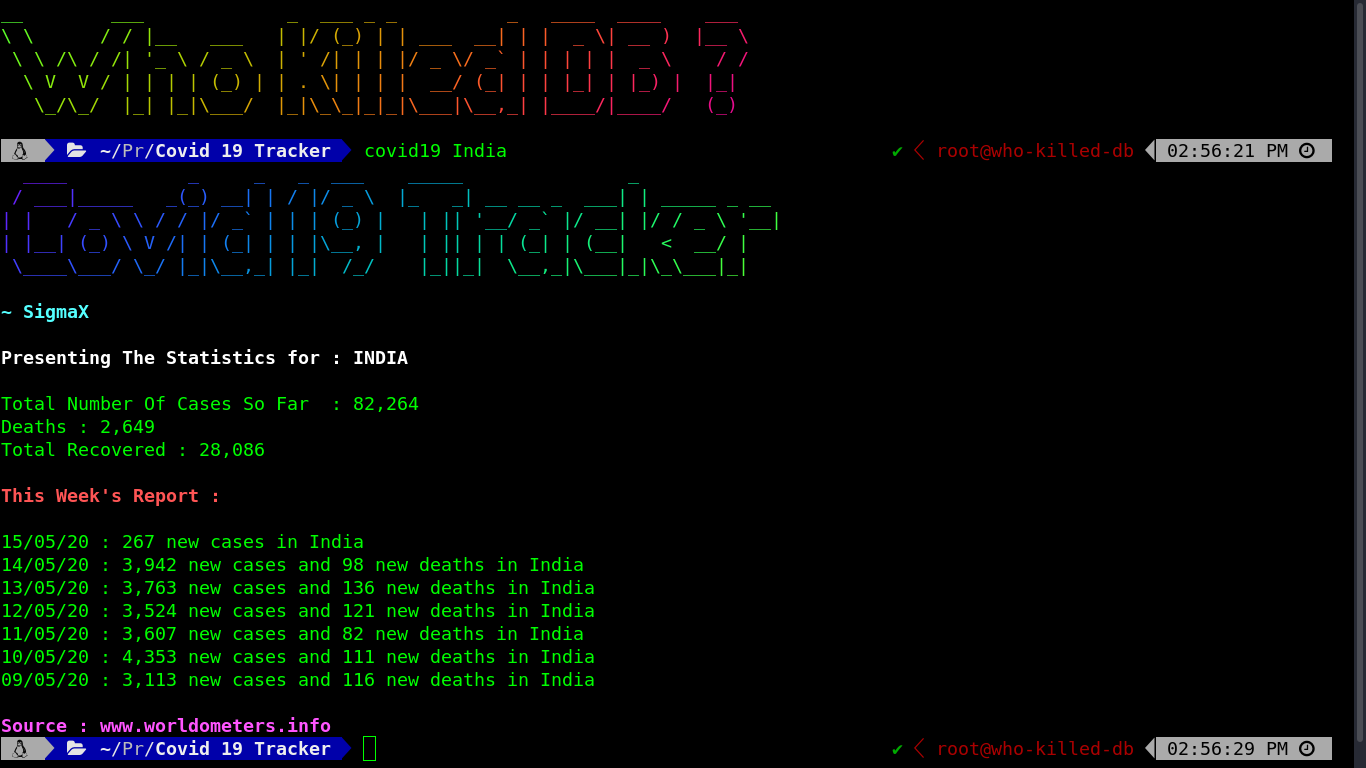 Who Killed DB ?
~/Pr/Covid 19 Tracker covid19 India ✔ root@who-killed-db 02:56:21 PM
Covid 19 Tracker
~ SigmaX
Presenting The Statistics for : INDIA
Total Number Of Cases So Far  : 82,264
Deaths : 2,649
Total Recovered : 28,086
This Week's Report :
15/05/20 : 267 new cases in India
14/05/20 : 3,942 new cases and 98 new deaths in India
13/05/20 : 3,763 new cases and 136 new deaths in India
12/05/20 : 3,524 new cases and 121 new deaths in India
11/05/20 : 3,607 new cases and 82 new deaths in India
10/05/20 : 4,353 new cases and 111 new deaths in India
09/05/20 : 3,113 new cases and 116 new deaths in India
Source : www.worldometers.info
~/Pr/Covid 19 Tracker ✔ root@who-killed-db 02:56:29 PM